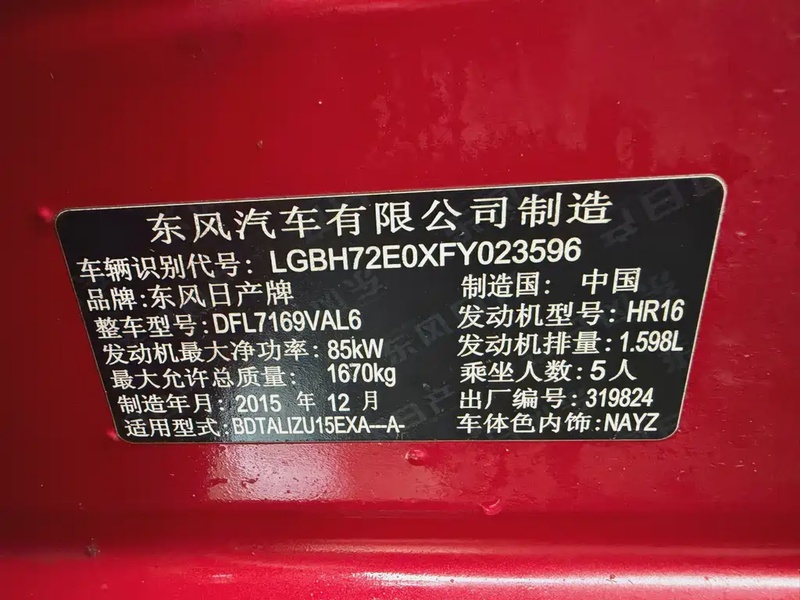 东风汽车有限公司制造
车辆识别代号: LGBH72E0XFY023596
品牌:东风日产牌 制造国: 中国
整车型号:DFL7169VAL6 发动机型号: HR16
发动机最大净功率: 85kW 发动机排量: 1.598L
最大允许总质量: 1670kg 乘坐人数: 5人
制造年月: 2015 年 12 月 出厂编号: 319824
适用型式: BDTALIZU15EXA---A- 车体色内饰: NAYZ